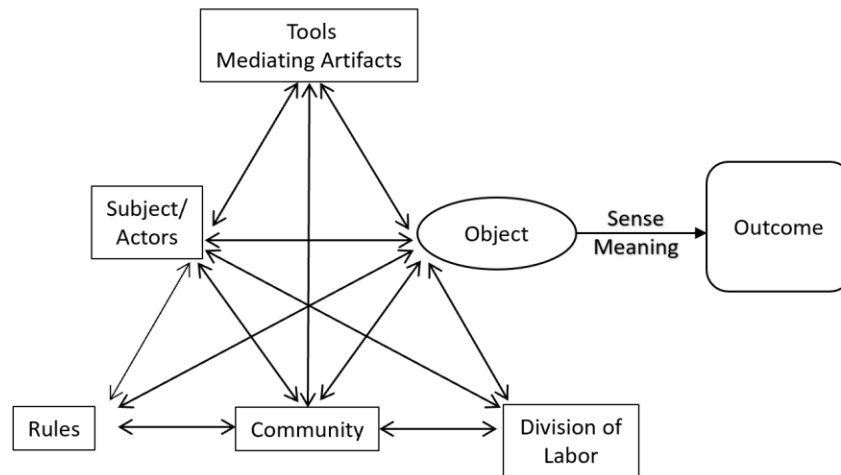 Tools
Mediating Artifacts
Subject/
Actors
Object
Sense
Meaning
Outcome
Rules
Community
Division of
Labor